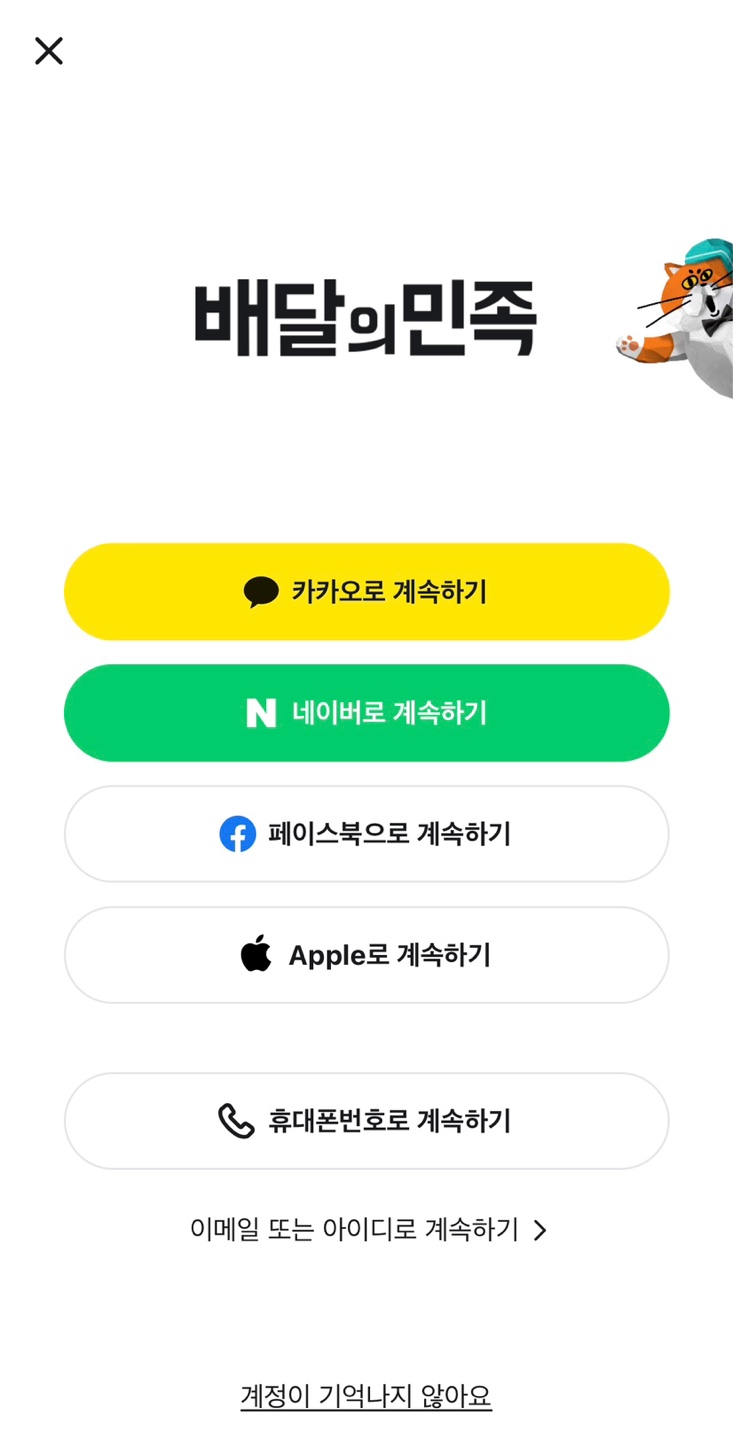 배달의민족
카카오로 계속하기
N 네이버로 계속하기
페이스북으로 계속하기
Apple로 계속하기
휴대폰번호로 계속하기
이메일 또는 아이디로 계속하기
계정이 기억나지 않아요